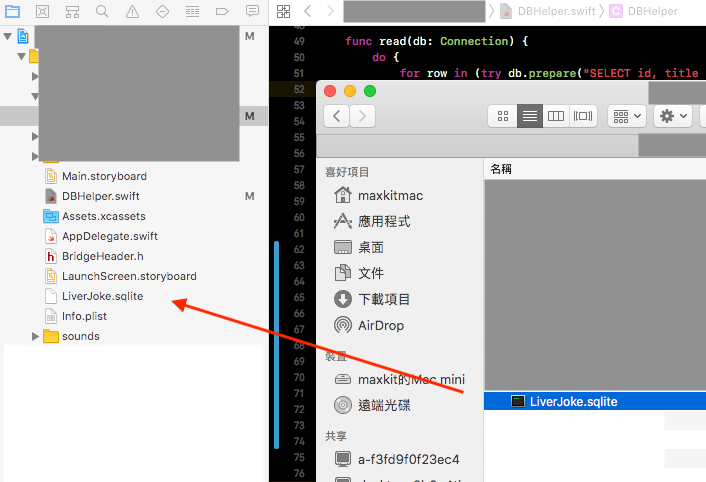 M
M
Main.storyboard
DBHelper.swift M
Assets.xcassets
AppDelegate.swift
BridgeHeader.h
LaunchScreen.storyboard
LiverJoke.sqlite
Info.plist
sounds
DBHelper.swift DBHelper
48
49 func read(db: Connection) {
50 do {
51 for row in (try db.prepare("SELECT id, title
52
53
54
55
56
57
58
59
60
61
62
63
64
65
66
67
68
69
70
71
72
73
74
75
76
喜好項目
maxkitmac
應用程式
桌面
文件
下載項目
AirDrop
裝置
maxkit的Mac mini
遠端光碟
共享
a-f3fd9f0f23ec4
名稱
LiverJoke.sqlite